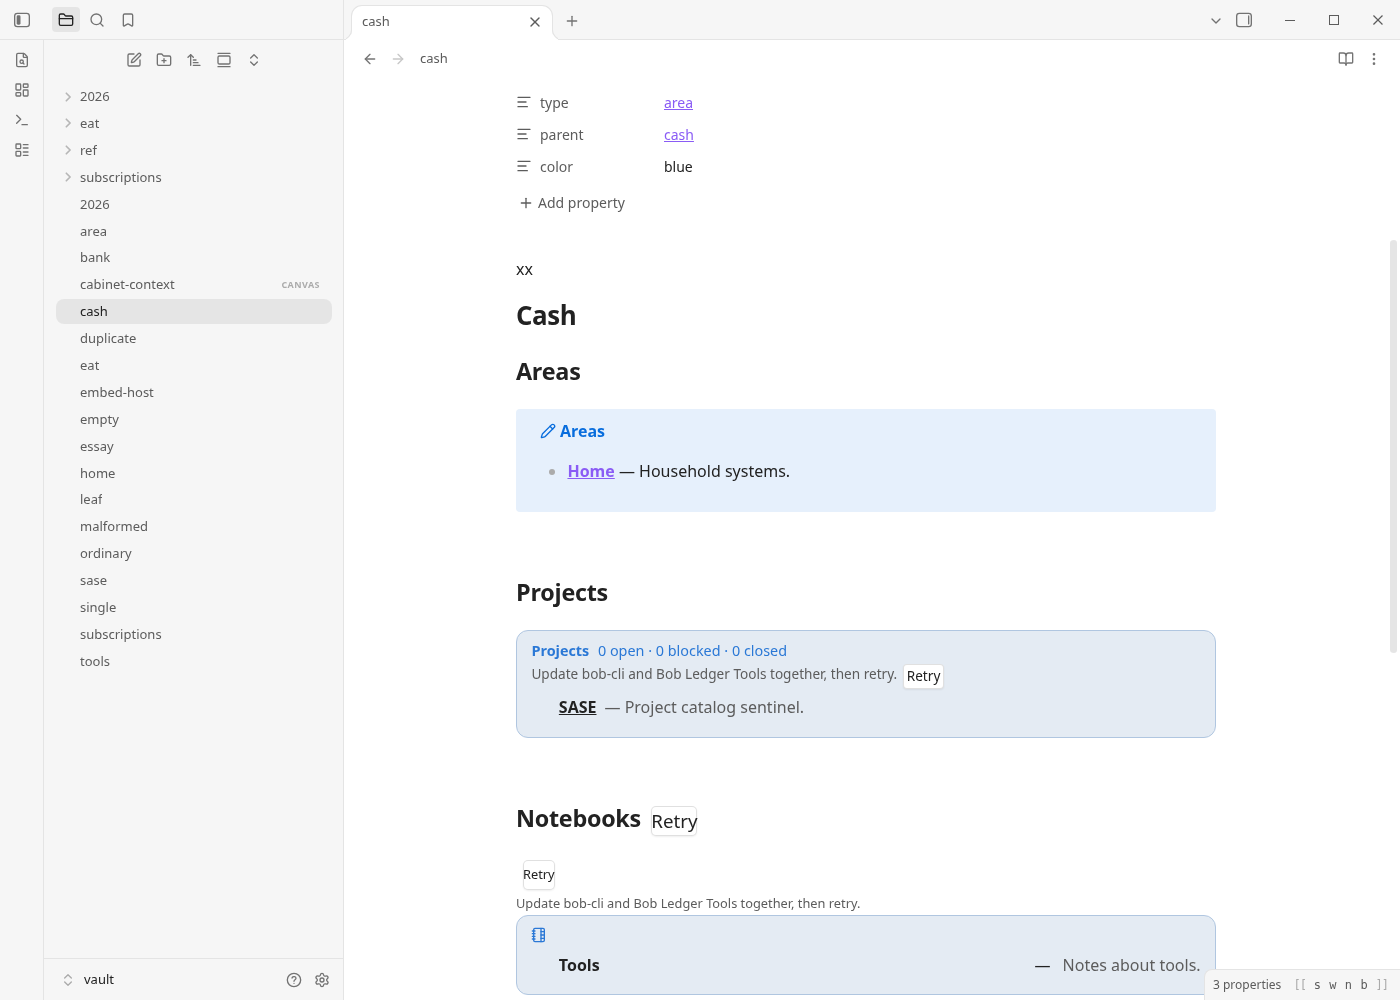 cash
cash
2026
eat
ref
subscriptions
2026
area
bank
cabinet-context CANVAS
cash
duplicate
eat
embed-host
empty
essay
home
leaf
malformed
ordinary
sase
single
subscriptions
tools
vault
type area
parent cash
color blue
Add property
xx
Cash
Areas
Areas
Home — Household systems.
Projects
Projects 0 open · 0 blocked · 0 closed
Update bob-cli and Bob Ledger Tools together, then retry. Retry
SASE — Project catalog sentinel.
Notebooks Retry
Retry
Update bob-cli and Bob Ledger Tools together, then retry.
Tools — Notes about tools.
3 properties [[ s w n b ]]